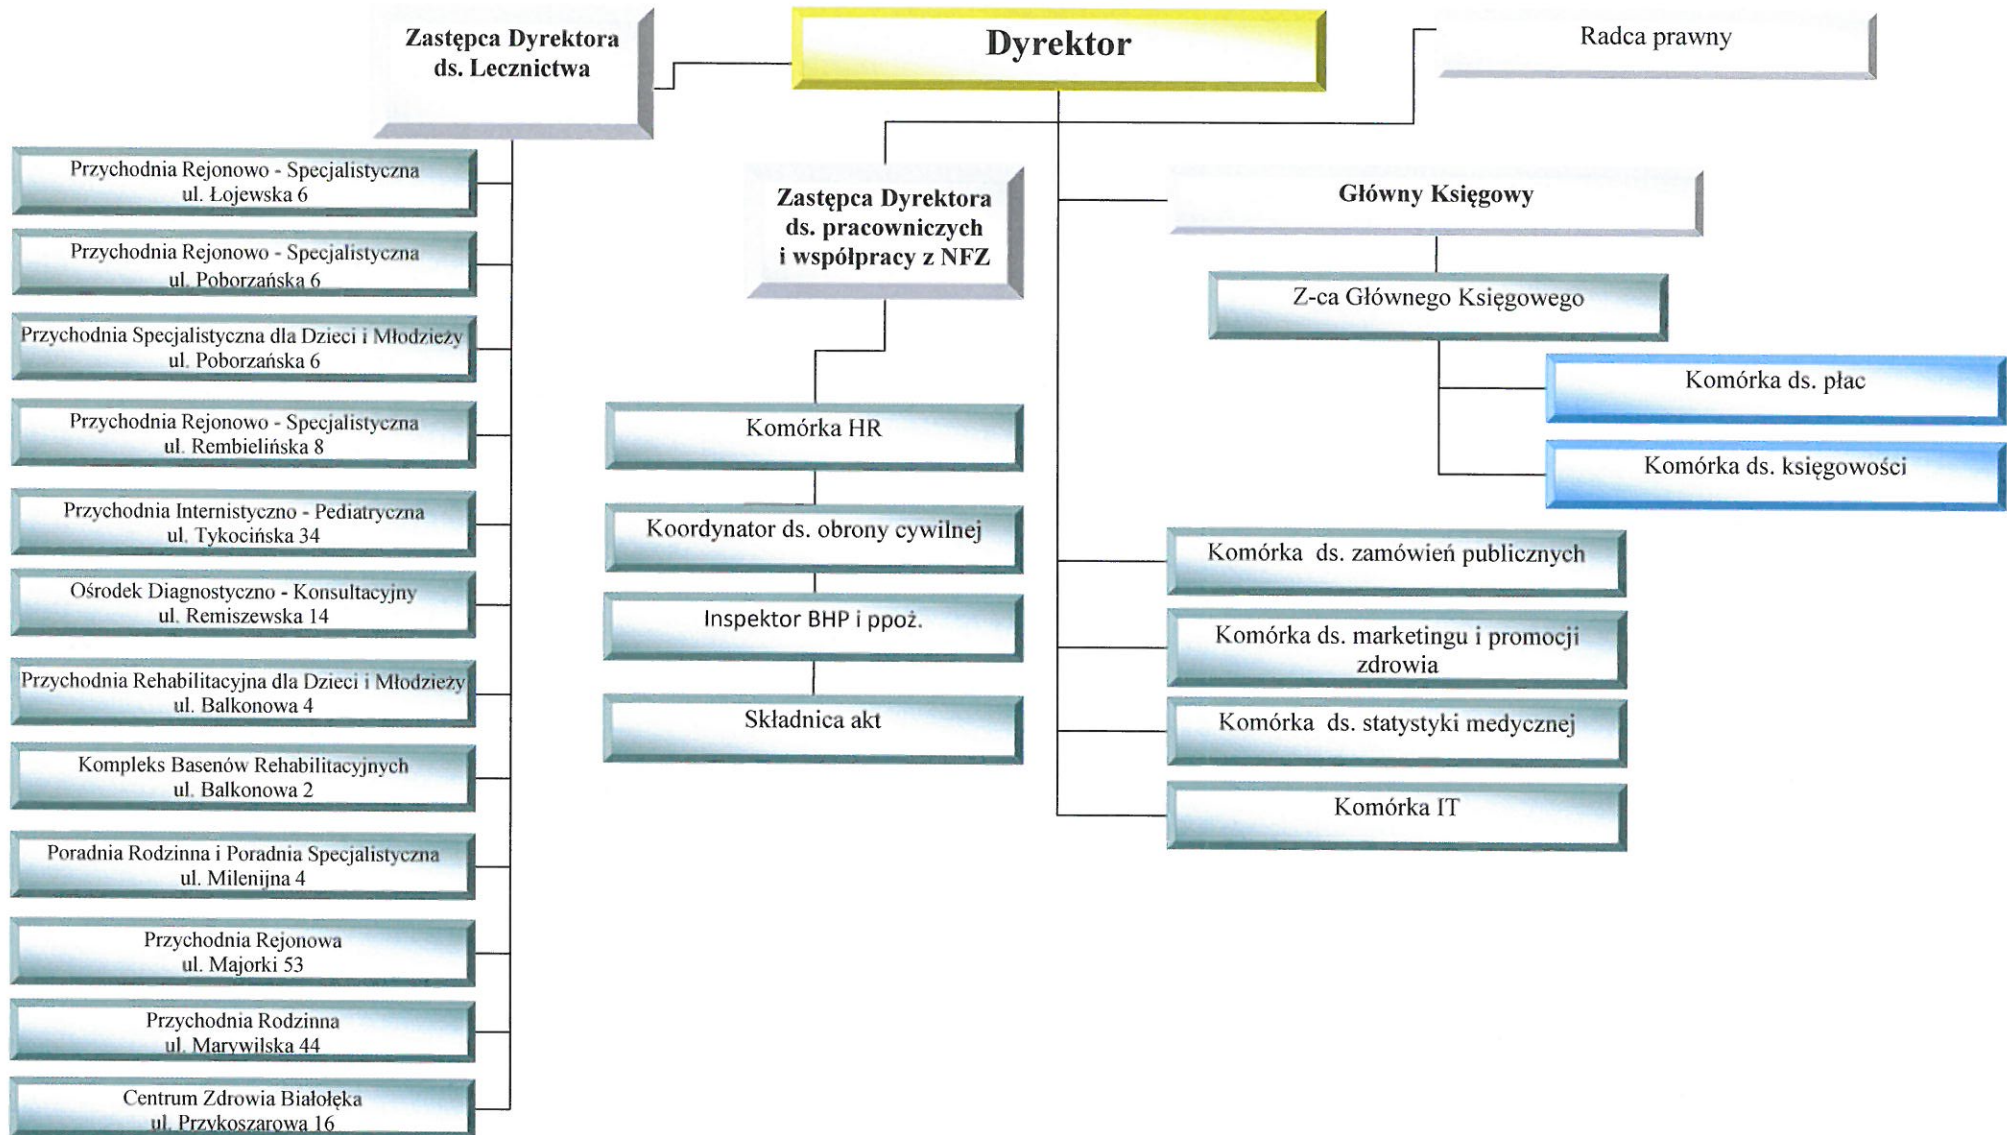 Zastępca Dyrektora
ds. Lecznictwa
Dyrektor
Radca prawny
Przychodnia Rejonowo - Specjalistyczna
ul. Łojewska 6
Przychodnia Rejonowo - Specjalistyczna
ul. Poborzańska 6
Przychodnia Specjalistyczna dla Dzieci i Młodzieży
ul. Poborzańska 6
Przychodnia Rejonowo - Specjalistyczna
ul. Rembielińska 8
Przychodnia Internistyczno - Pediatryczna
ul. Tykocińska 34
Ośrodek Diagnostyczno - Konsultacyjny
ul. Remiszewska 14
Przychodnia Rehabilitacyjna dla Dzieci i Młodzieży
ul. Balkonowa 4
Kompleks Basenów Rehabilitacyjnych
ul. Balkonowa 2
Poradnia Rodzinna i Poradnia Specjalistyczna
ul. Milenijna 4
Przychodnia Rejonowa
ul. Majorki 53
Przychodnia Rodzinna
ul. Marywilska 44
Centrum Zdrowia Białołęka
ul. Przykoszarowa 16
Zastępca Dyrektora
ds. pracowniczych
i współpracy z NFZ
Komórka HR
Koordynator ds. obrony cywilnej
Inspektor BHP i ppoż.
Składnica akt
Główny Księgowy
Z-ca Głównego Księgowego
Komórka ds. płac
Komórka ds. księgowości
Komórka ds. zamówień publicznych
Komórka ds. marketingu i promocji
zdrowia
Komórka ds. statystyki medycznej
Komórka IT